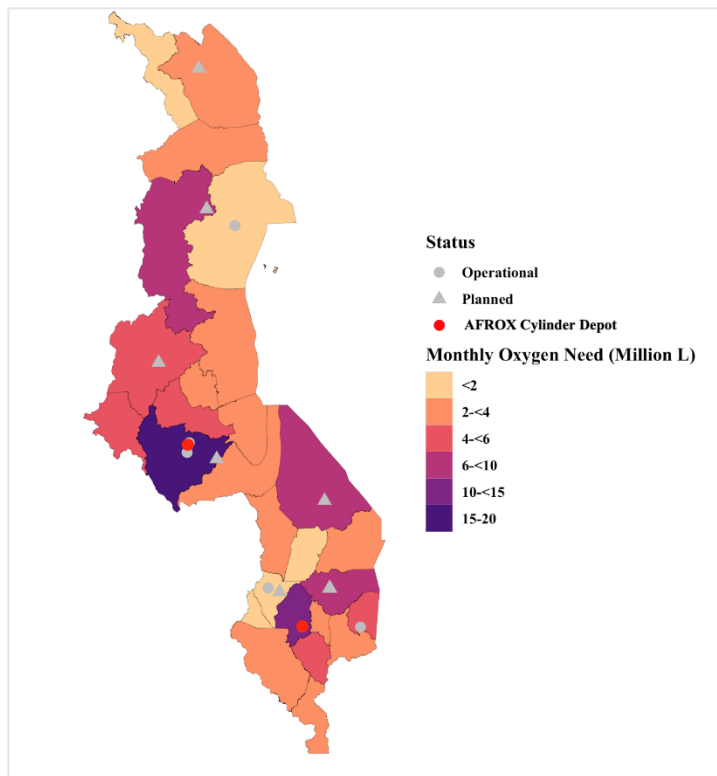 Status
Operational
Planned
AFROX Cylinder Depot
Monthly Oxygen Need (Million L)
<2
2-<4
4-<6
6-<10
10-<15
15-20